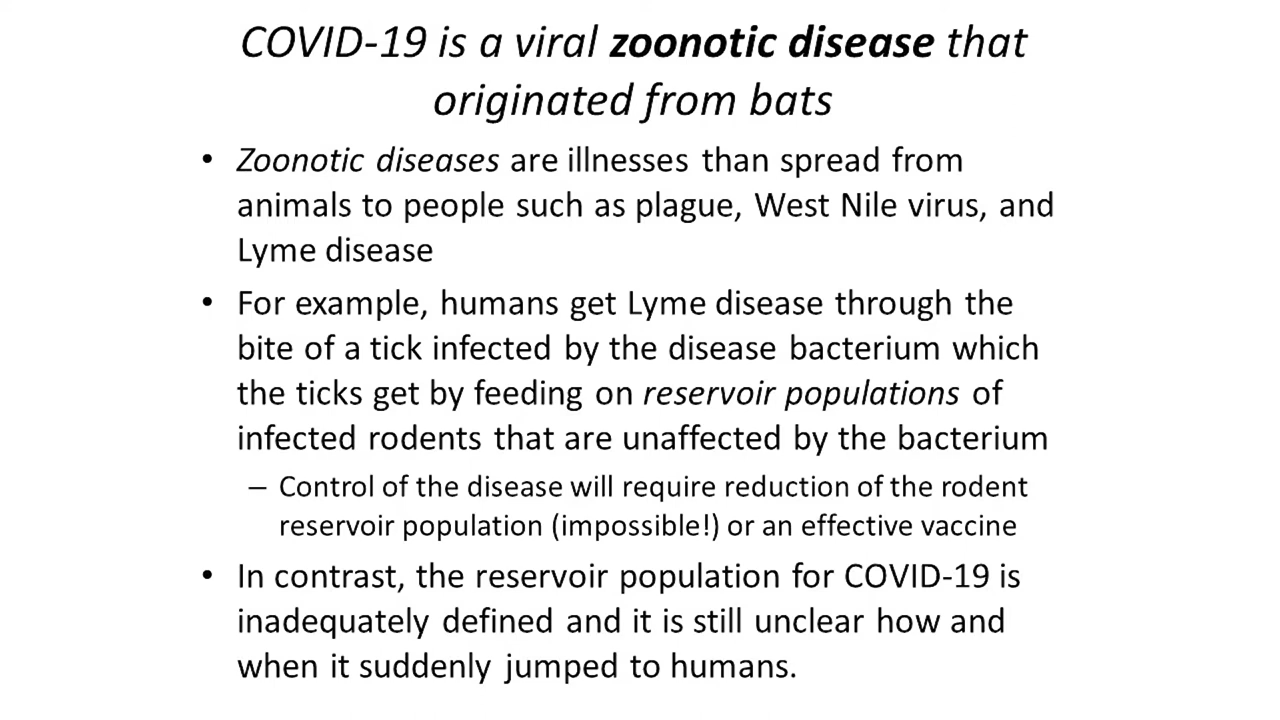 COVID-19 is a viral zoonotic disease that
originated from bats
• Zoonotic diseases are illnesses than spread from
animals to people such as plague, West Nile virus, and
Lyme disease
• For example, humans get Lyme disease through the
bite of a tick infected by the disease bacterium which
the ticks get by feeding on reservoir populations of
infected rodents that are unaffected by the bacterium
– Control of the disease will require reduction of the rodent
reservoir population (impossible!) or an effective vaccine
• In contrast, the reservoir population for COVID-19 is
inadequately defined and it is still unclear how and
when it suddenly jumped to humans.